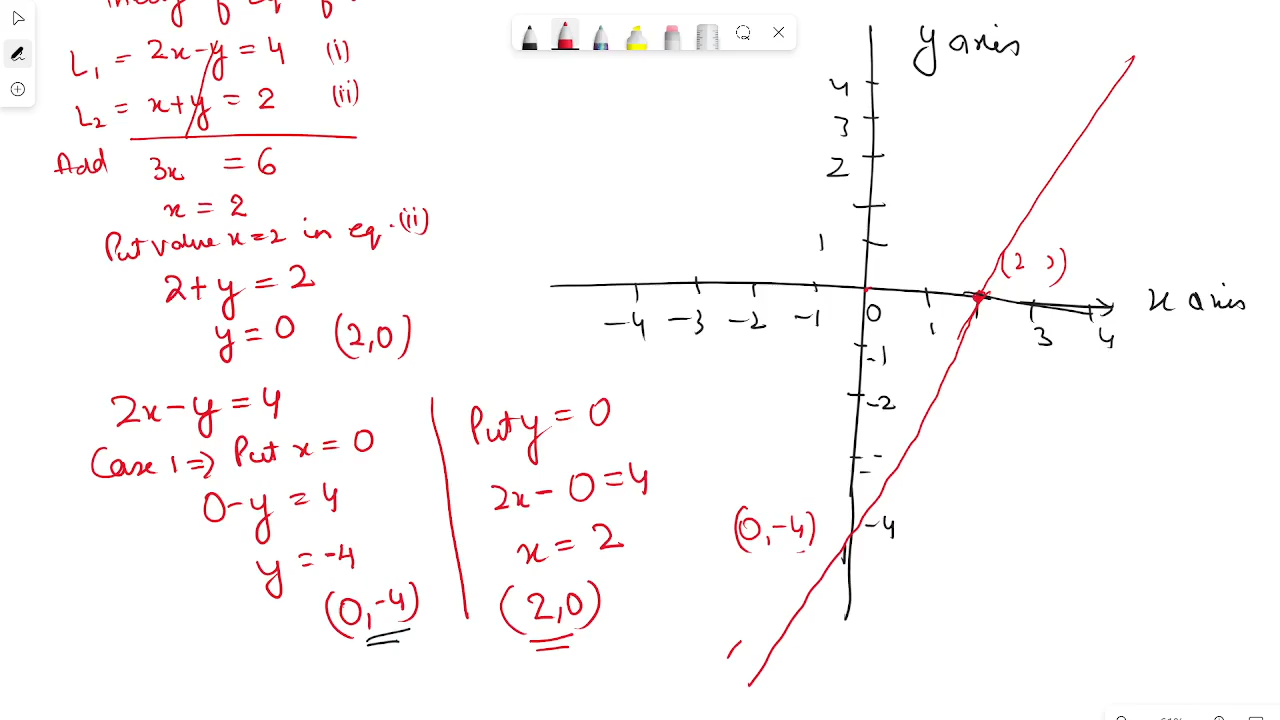 L₁ = 2x-y = 4 (i)
L₂ = x+y = 2 (ii)
Add 3x = 6
x = 2
Put value x=2 in eq.(ii)
2+y = 2
y = 0 (2,0)
2x-y = 4
Case 1 => Put x = 0
0-y = 4
y = -4
(0,-4)
Put y = 0
2x - 0 = 4
x = 2
(2,0)
y axis
4
3
2
1
(2 )
x axis
-4 -3 -2 -1 0 1 3 4
-1
-2
(0,-4) -4